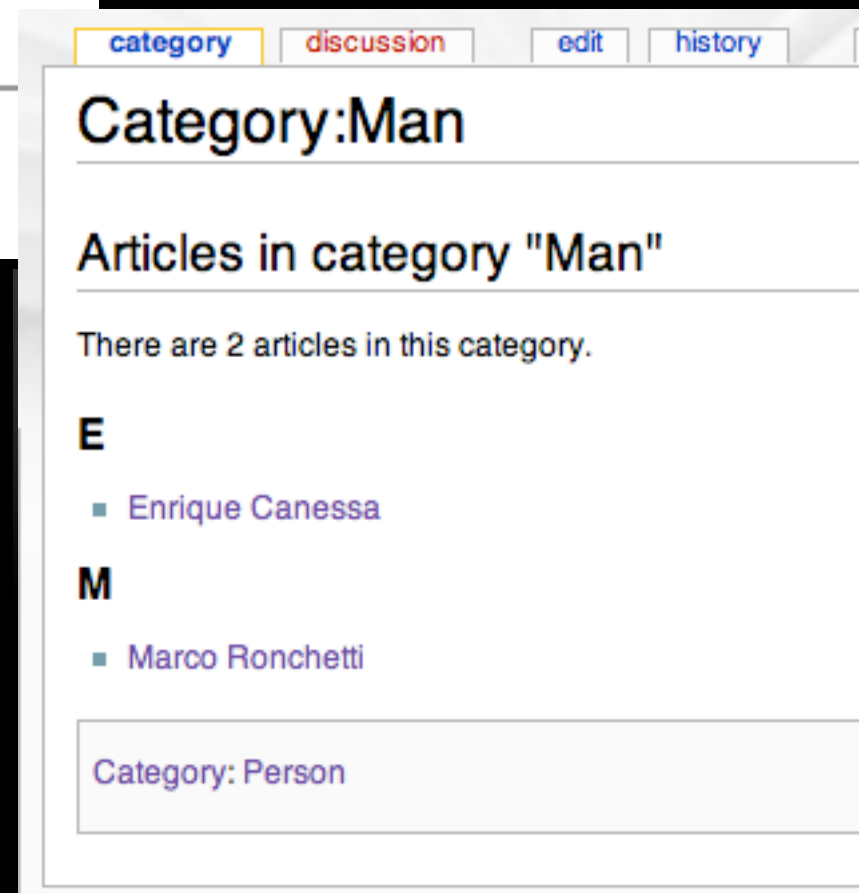 category discussion edit history
Category:Man
Articles in category "Man"
There are 2 articles in this category.
E
Enrique Canessa
M
Marco Ronchetti
Category: Person